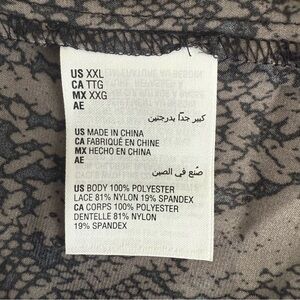 US XXL
CA TTG
MX XXG
AE
كبير جدًا بدرجتين
US MADE IN CHINA
CA FABRIQUÉ EN CHINE
MX HECHO EN CHINA
AE
صُنع في الصين
US BODY 100% POLYESTER
LACE 81% NYLON 19% SPANDEX
CA CORPS 100% POLYESTER
DENTELLE 81% NYLON
19% SPANDEX